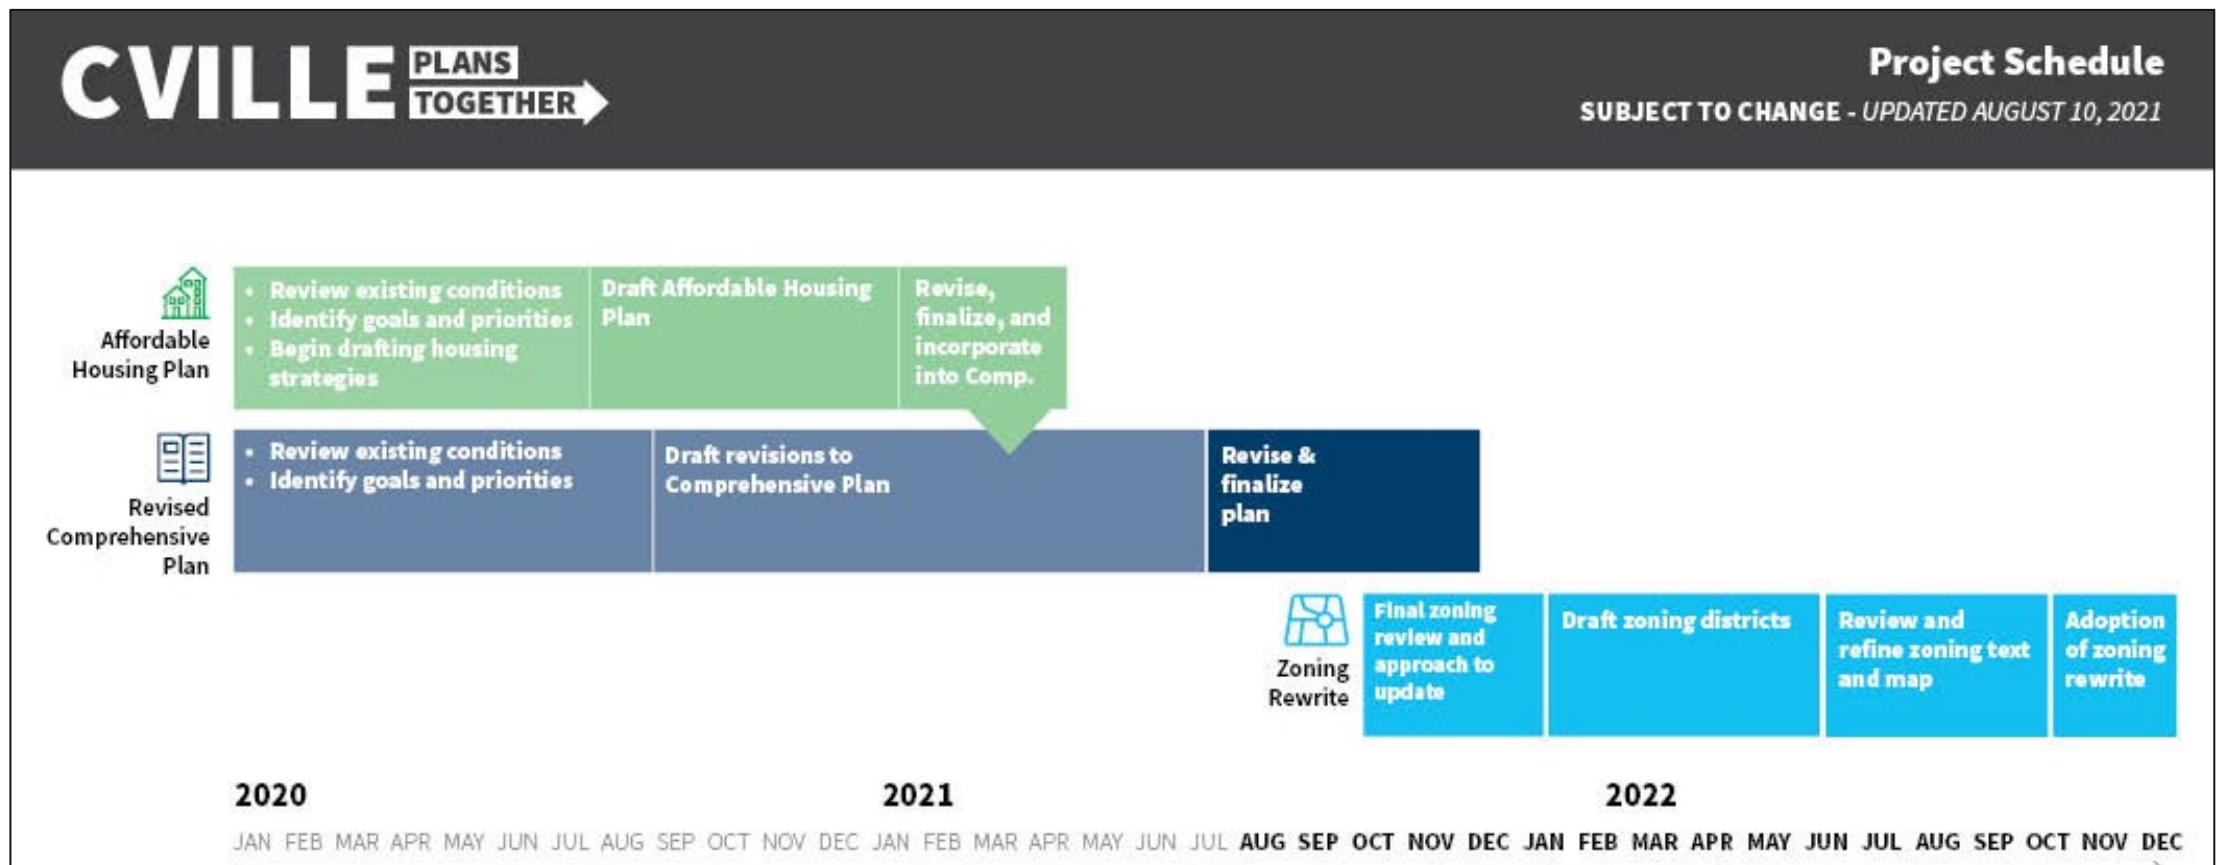 CVILLE PLANS TOGETHER
Project Schedule
SUBJECT TO CHANGE - UPDATED AUGUST 10, 2021
Affordable
Housing Plan
• Review existing conditions
• Identify goals and priorities
• Begin drafting housing
strategies
Draft Affordable Housing
Plan
Revise,
finalize, and
incorporate
into Comp.
Revised
Comprehensive
Plan
• Review existing conditions
• Identify goals and priorities
Draft revisions to
Comprehensive Plan
Revise &
finalize
plan
Zoning
Rewrite
Final zoning
review and
approach to
update
Draft zoning districts
Review and
refine zoning text
and map
Adoption
of zoning
rewrite
2020 2021 2022
JAN FEB MAR APR MAY JUN JUL AUG SEP OCT NOV DEC JAN FEB MAR APR MAY JUN JUL AUG SEP OCT NOV DEC JAN FEB MAR APR MAY JUN JUL AUG SEP OCT NOV DEC